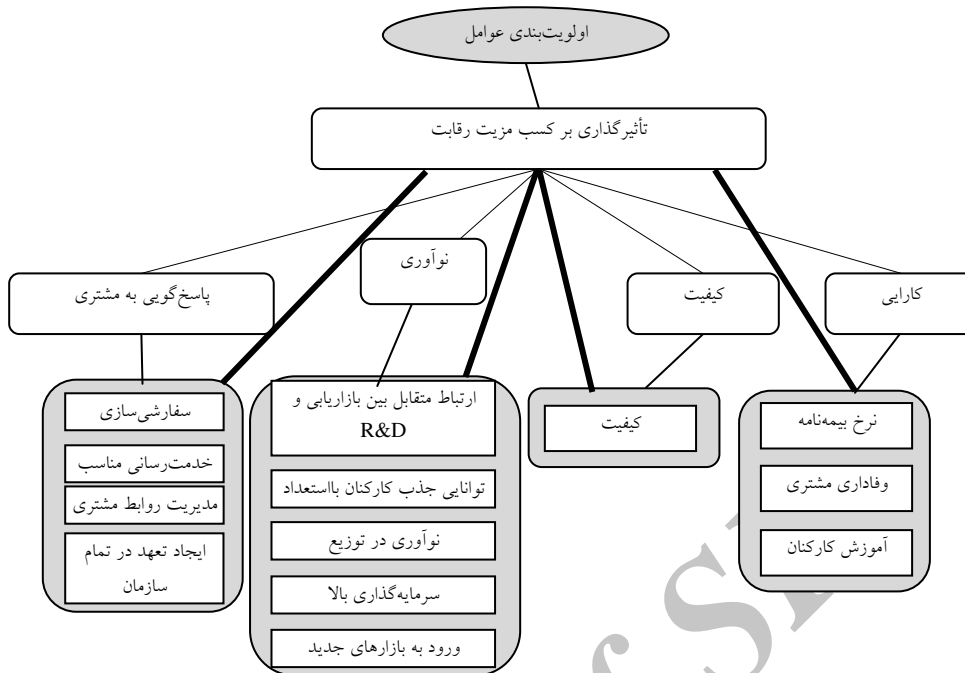 اولویت‌بندی عوامل
تأثیرگذاری بر کسب مزیت رقابت
کارایی
کیفیت
نوآوری
پاسخ‌گویی به مشتری
نرخ بیمه‌نامه
وفاداری مشتری
آموزش کارکنان
کیفیت
ارتباط متقابل بین بازاریابی و
R&D
توانایی جذب کارکنان بااستعداد
نوآوری در توزیع
سرمایه‌گذاری بالا
ورود به بازارهای جدید
سفارشی‌سازی
خدمت‌رسانی مناسب
مدیریت روابط مشتری
ایجاد تعهد در تمام
سازمان